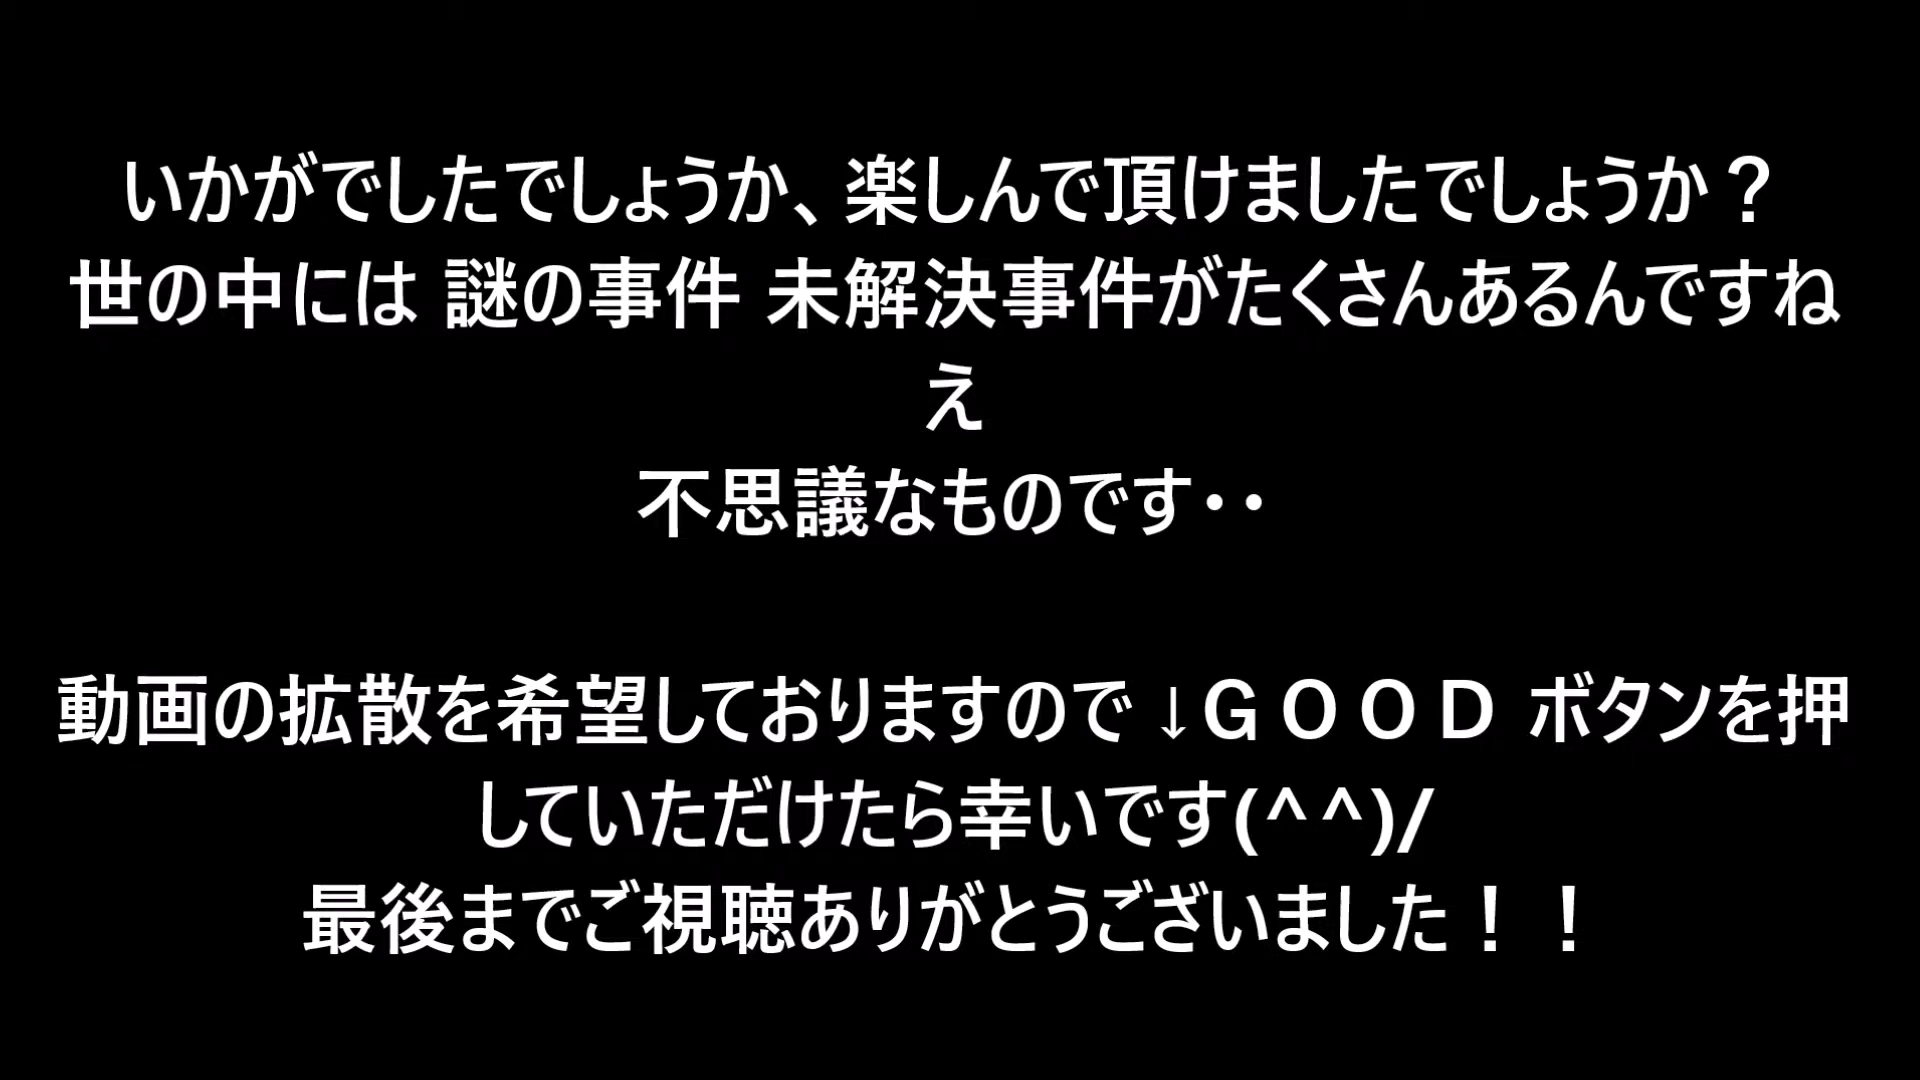 いかがでしたでしょうか、楽しんで頂けましたでしょうか？
世の中には 謎の事件 未解決事件がたくさんあるんですね
え
不思議なものです・・
動画の拡散を希望しておりますので ↓ＧＯＯＤ ボタンを押
していただけたら幸いです(^^)/
最後までご視聴ありがとうございました！！